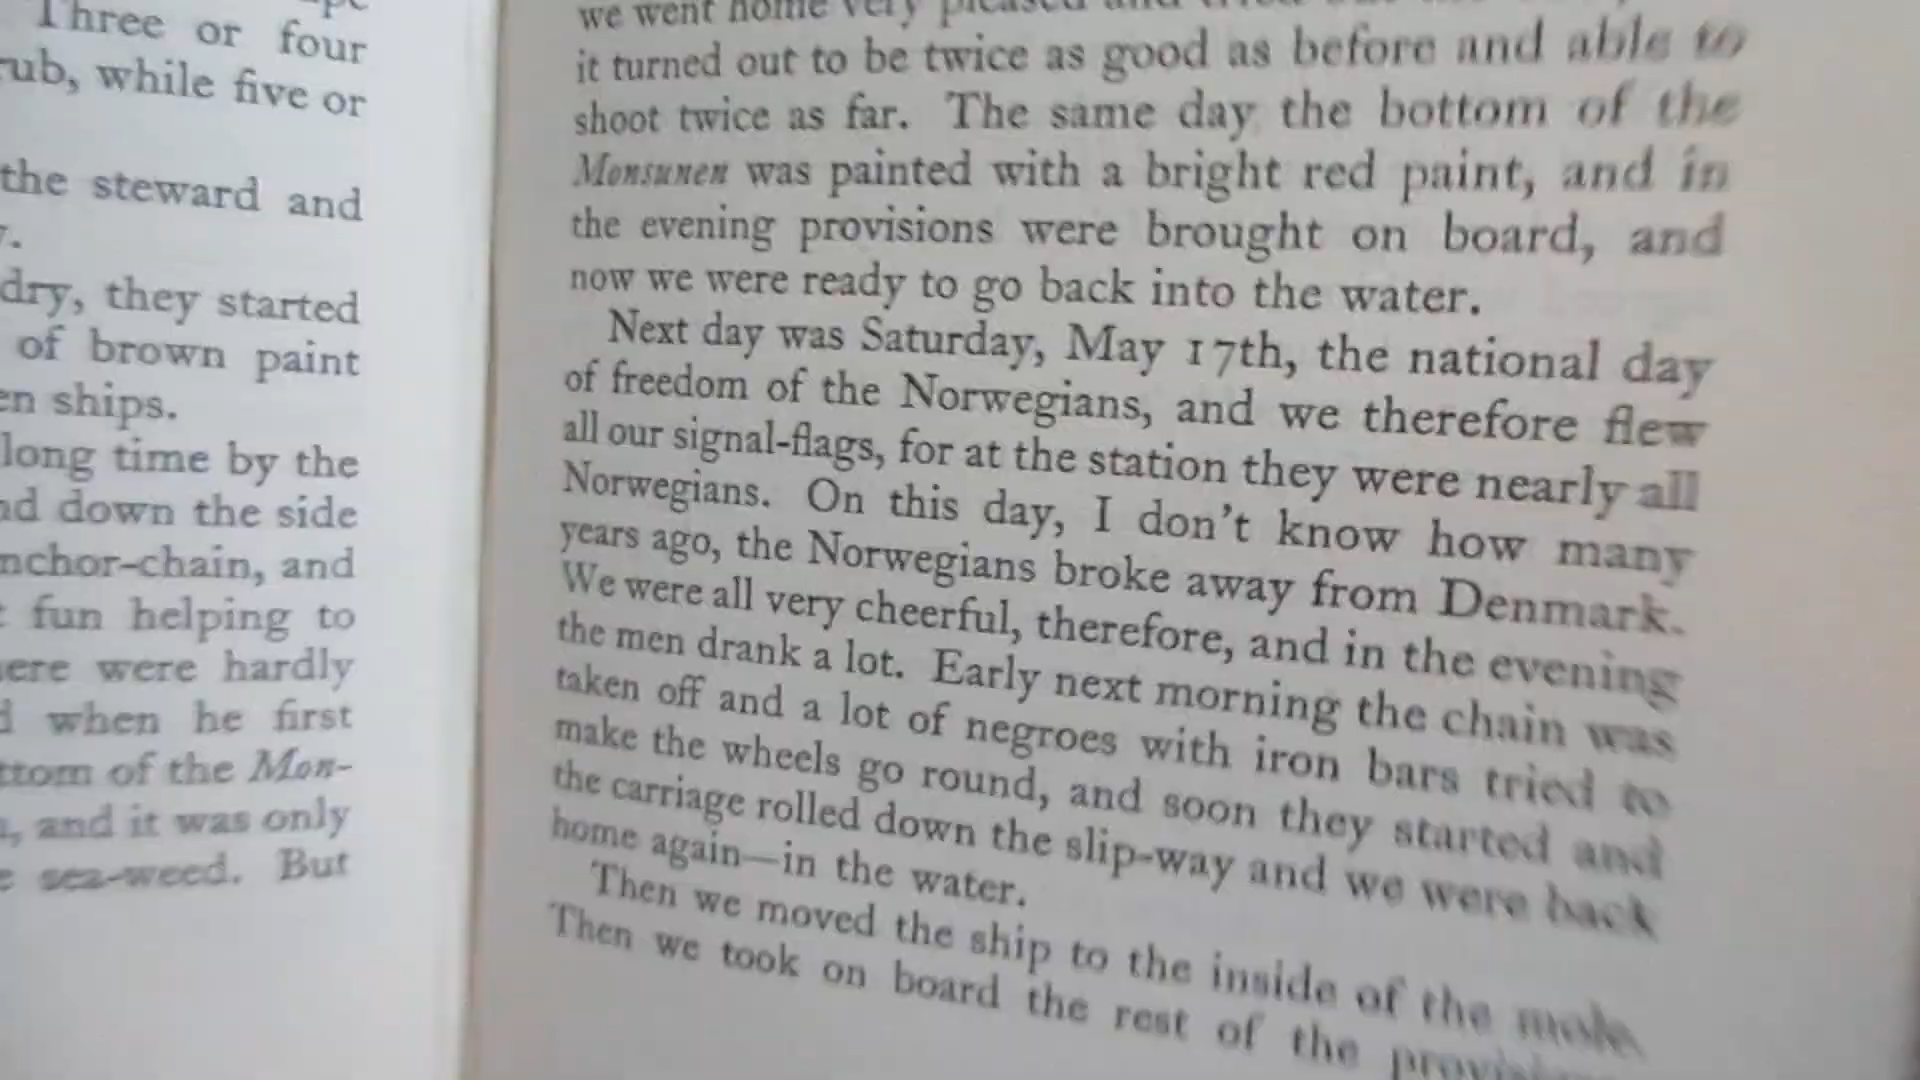 Three or four
rub, while five or
the steward and
dry, they started
of brown paint
en ships.
long time by the
nd down the side
nchor-chain, and
fun helping to
ere were hardly
d when he first
ttom of the Mon-
, and it was only
e sea-weed. But
we went home very pleased and tried
it turned out to be twice as good as before and able to
shoot twice as far. The same day the bottom of the
Monsunen was painted with a bright red paint, and in
the evening provisions were brought on board, and
now we were ready to go back into the water.
Next day was Saturday, May 17th, the national day
of freedom of the Norwegians, and we therefore flew
all our signal-flags, for at the station they were nearly all
Norwegians. On this day, I don't know how many
years ago, the Norwegians broke away from Denmark.
We were all very cheerful, therefore, and in the evening
the men drank a lot. Early next morning the chain was
taken off and a lot of negroes with iron bars tried to
make the wheels go round, and soon they started and
the carriage rolled down the slip-way and we were back
home again—in the water.
Then we moved the ship to the inside of the mole.
Then we took on board the rest of the